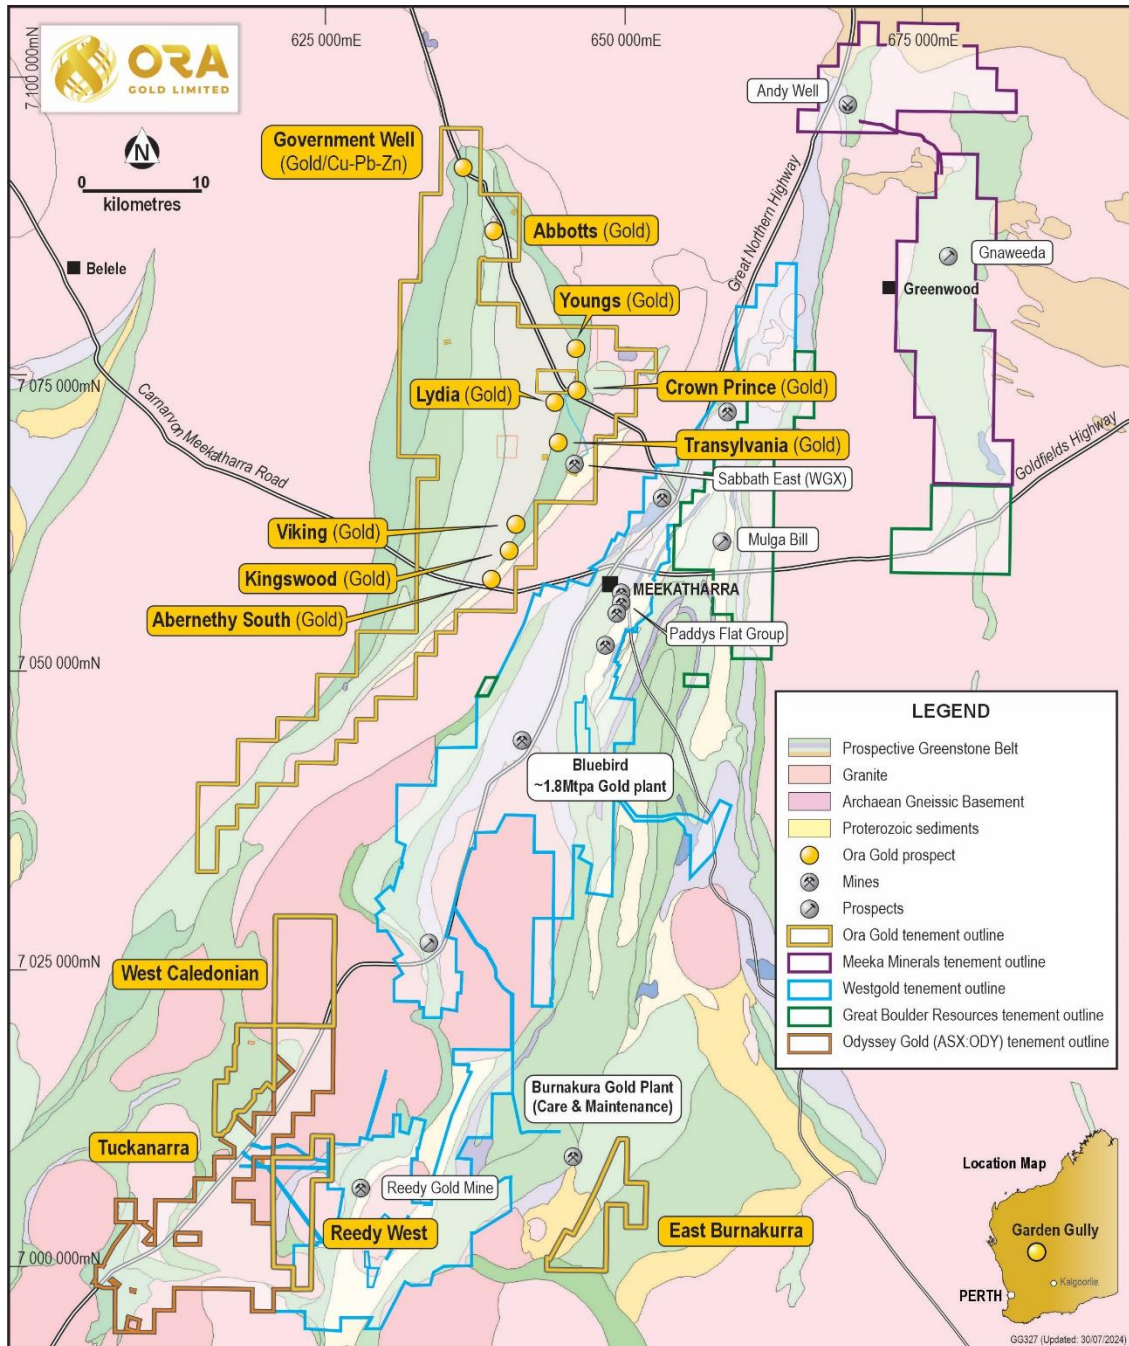 ORA
GOLD LIMITED
625 000mE
650 000mE
675 000mE
7 100 000mN
N
0 10
kilometres
Andy Well
Government Well
(Gold/Cu-Pb-Zn)
Great Northern Highway
Abbotts (Gold)
Gnaweeda
Belele
Greenwood
Youngs (Gold)
7 075 000mN
Lydia (Gold)
Crown Prince (Gold)
Carnarvon Meekatharra Road
Transylvania (Gold)
Goldfields Highway
Sabbath East (WGX)
Viking (Gold)
Mulga Bill
Kingswood (Gold)
MEEKATHARRA
Abernethy South (Gold)
Paddys Flat Group
7 050 000mN
Bluebird
~1.8Mtpa Gold plant
LEGEND
Prospective Greenstone Belt
Granite
Archaean Gneissic Basement
Proterozoic sediments
Ora Gold prospect
Mines
Prospects
Ora Gold tenement outline
Meeka Minerals tenement outline
Westgold tenement outline
Great Boulder Resources tenement outline
Odyssey Gold (ASX:ODY) tenement outline
7 025 000mN
West Caledonian
Burnakura Gold Plant
(Care & Maintenance)
Tuckanarra
Reedy Gold Mine
Reedy West
East Burnakurra
7 000 000mN
Location Map
Garden Gully
Kalgoorlie
PERTH
GG327 (Updated: 30/07/2024)